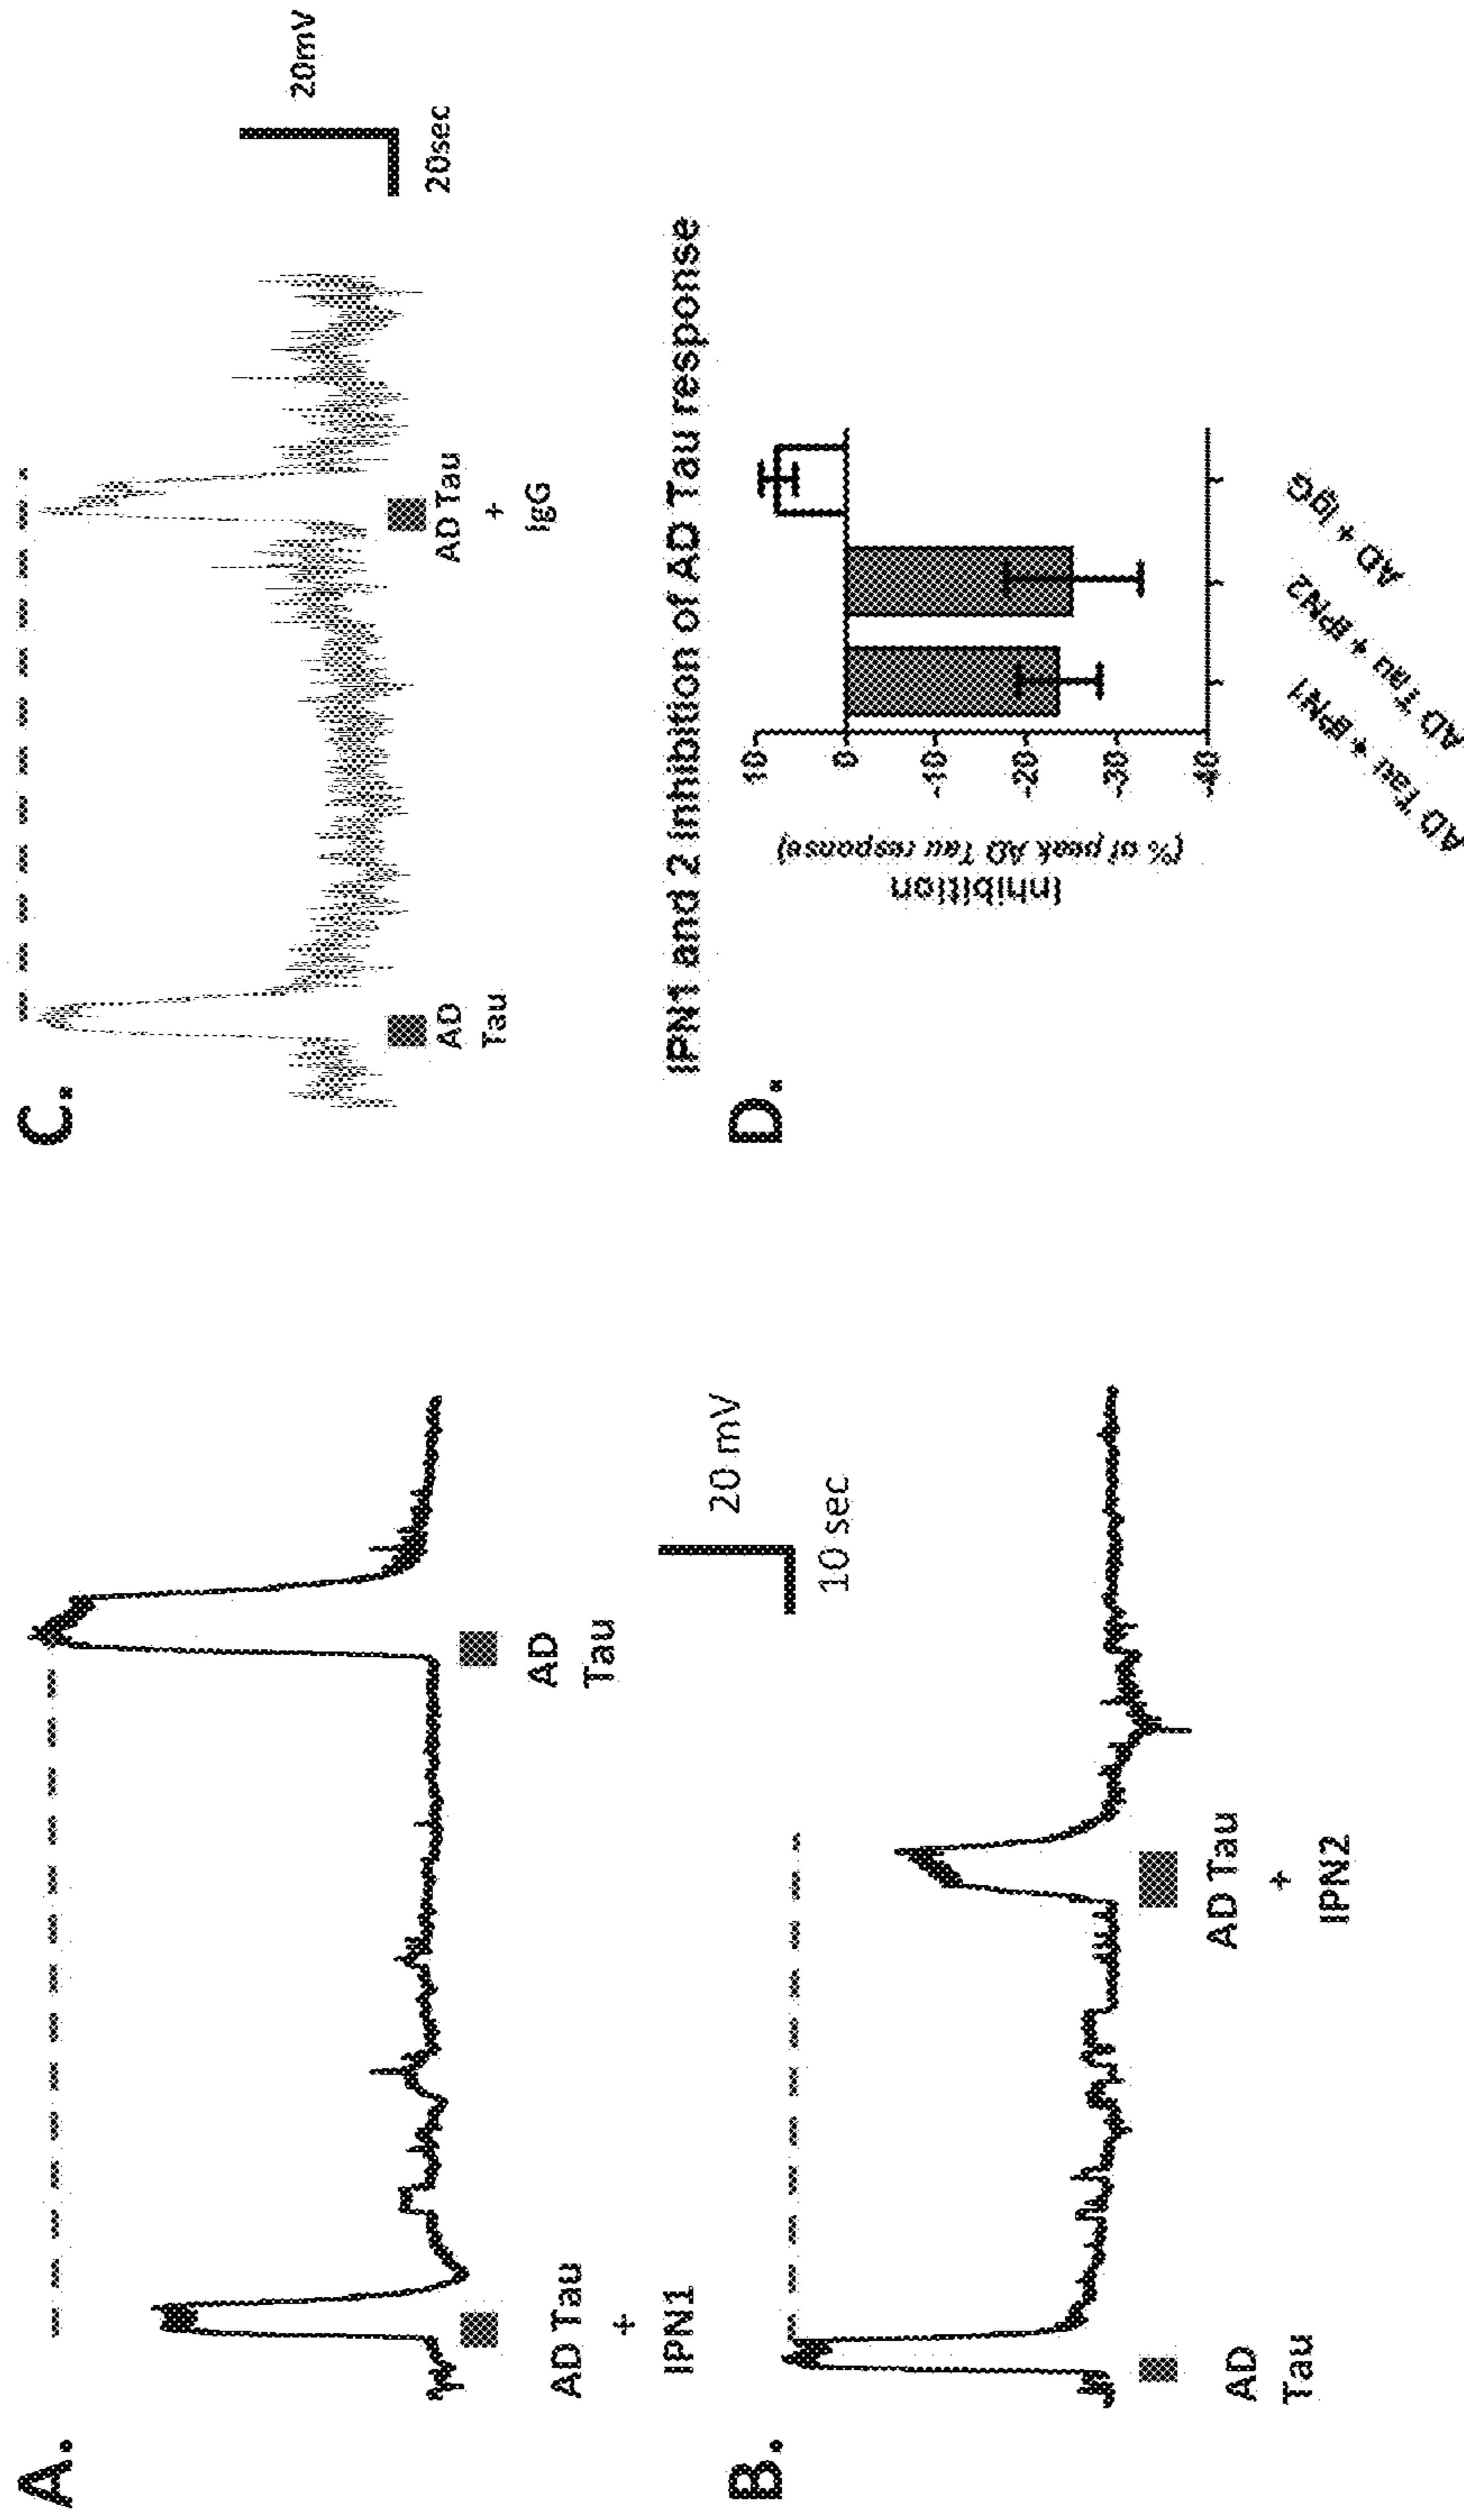 A.
AD Tau
+
IPN1
AD
Tau
20 mV
10 sec
B.
AD
Tau
AD Tau
+
IPN2
C.
AD
Tau
AD Tau
+
IgG
20mV
20sec
D.
IPN1 and 2 inhibition of AD Tau response
Inhibition
(% of peak AD Tau response)
10
0
-10
-20
-30
-40
AD Tau + IPN1
AD Tau + IPN2
AD + IgG